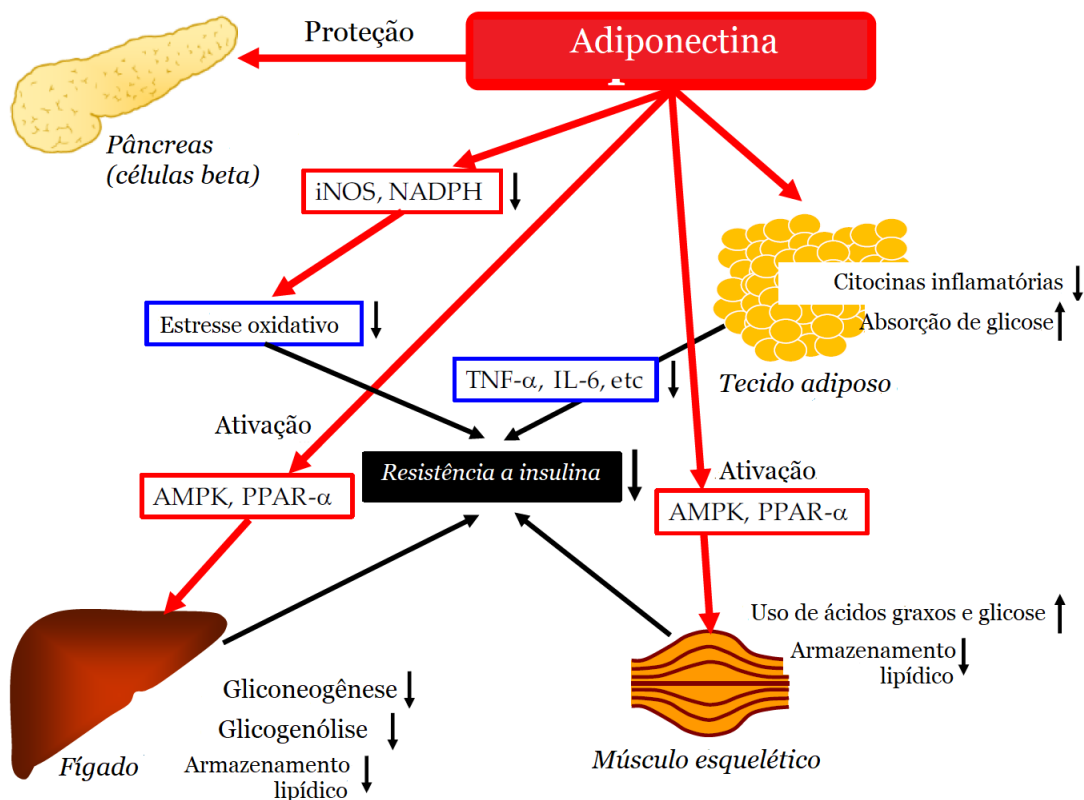 Proteção
Adiponectina
Pâncreas
(células beta)
iNOS, NADPH
Citocinas inflamatórias
Estresse oxidativo
Absorção de glicose
TNF-α, IL-6, etc
Tecido adiposo
Ativação
Resistência a insulina
Ativação
AMPK, PPAR-α
AMPK, PPAR-α
Uso de ácidos graxos e glicose
Armazenamento
lipídico
Gliconeogênese
Glicogenólise
Armazenamento
lipídico
Fígado
Músculo esquelético